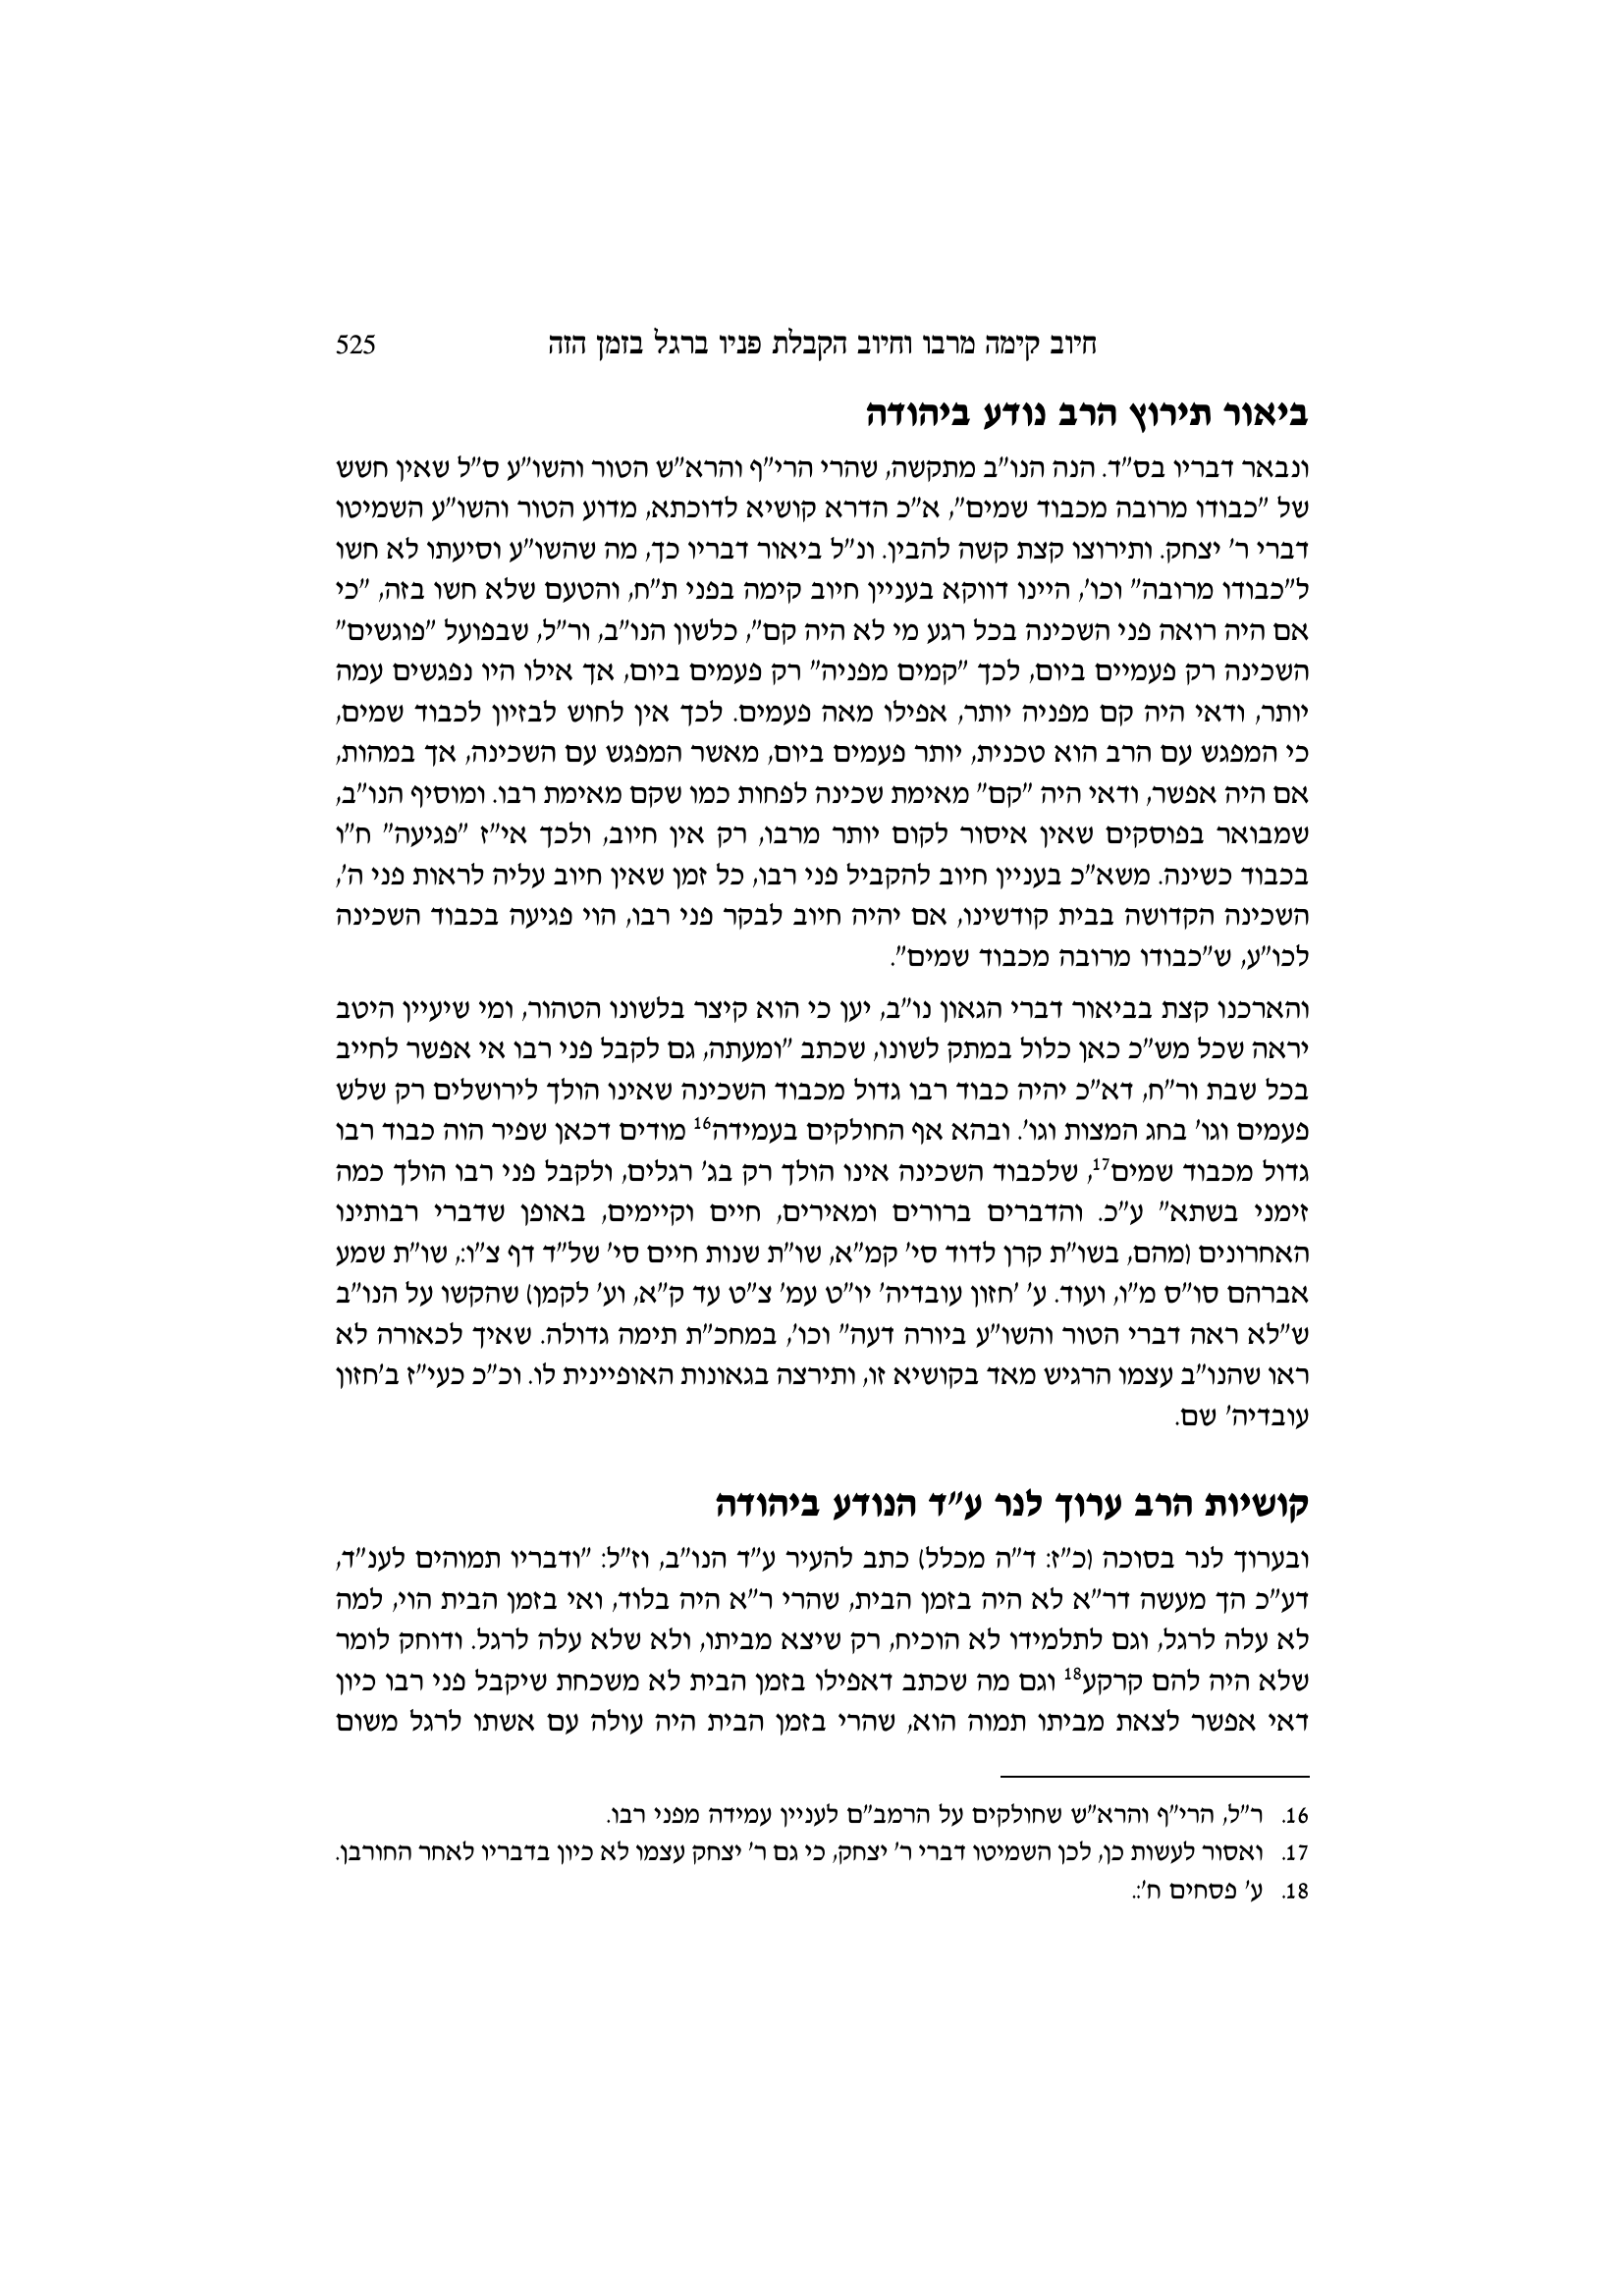 חיוב קימה מרבו וחיוב הקבלת פניו ברגל בזמן הזה 525
ביאור תירוץ הרב נודע ביהודה
ונבאר דבריו בס"ד. הנה הנו"ב מתקשה, שהרי הרי"ף והרא"ש הטור והשו"ע ס"ל שאין חשש
של "כבודו מרובה מכבוד שמים", א"כ הדרא קושיא לדוכתא, מדוע הטור והשו"ע השמיטו
דברי ר' יצחק. ותירוצו קצת קשה להבין. ונ"ל ביאור דבריו כך, מה שהשו"ע וסיעתו לא חשו
ל"כבודו מרובה" וכו', היינו דווקא בעניין חיוב קימה בפני ת"ח, והטעם שלא חשו בזה, "כי
אם היה רואה פני השכינה בכל רגע מי לא היה קם", כלשון הנו"ב, ור"ל, שבפועל "פוגשים"
השכינה רק פעמיים ביום, לכך "קמים מפניה" רק פעמים ביום, אך אילו היו נפגשים עמה
יותר, ודאי היה קם מפניה יותר, אפילו מאה פעמים. לכך אין לחוש לבזיון לכבוד שמים,
כי המפגש עם הרב הוא טכנית, יותר פעמים ביום, מאשר המפגש עם השכינה, אך במהות,
אם היה אפשר, ודאי היה "קם" מאימת שכינה לפחות כמו שקם מאימת רבו. ומוסיף הנו"ב,
שמבואר בפוסקים שאין איסור לקום יותר מרבו, רק אין חיוב, ולכך אי"ז "פגיעה" ח"ו
בכבוד כשינה. משא"כ בעניין חיוב להקביל פני רבו, כל זמן שאין חיוב עליה לראות פני ה',
השכינה הקדושה בבית קודשינו, אם יהיה חיוב לבקר פני רבו, הוי פגיעה בכבוד השכינה
לכו"ע, ש"כבודו מרובה מכבוד שמים".
והארכנו קצת בביאור דברי הגאון נו"ב, יען כי הוא קיצר בלשונו הטהור, ומי שיעיין היטב
יראה שכל מש"כ כאן כלול במתק לשונו, שכתב "ומעתה, גם לקבל פני רבו אי אפשר לחייב
בכל שבת ור"ח, דא"כ יהיה כבוד רבו גדול מכבוד השכינה שאינו הולך לירושלים רק שלש
פעמים וגו' בחג המצות וגו'. ובהא אף החולקים בעמידה16 מודים דכאן שפיר הוה כבוד רבו
גדול מכבוד שמים17, שלכבוד השכינה אינו הולך רק בג' רגלים, ולקבל פני רבו הולך כמה
זימני בשתא" ע"כ. והדברים ברורים ומאירים, חיים וקיימים, באופן שדברי רבותינו
האחרונים (מהם, בשו"ת קרן לדוד סי' קמ"א, שו"ת שנות חיים סי' של"ד דף צ"ו:, שו"ת שמע
אברהם סו"ס מ"ו, ועוד. ע' 'חזון עובדיה' יו"ט עמ' צ"ט עד ק"א, וע' לקמן) שהקשו על הנו"ב
ש"לא ראה דברי הטור והשו"ע ביורה דעה" וכו', במחכ"ת תימה גדולה. שאיך לכאורה לא
ראו שהנו"ב עצמו הרגיש מאד בקושיא זו, ותירצה בגאונות האופיינית לו. וכ"כ כעי"ז ב'חזון
עובדיה' שם.
קושיות הרב ערוך לנר ע"ד הנודע ביהודה
ובערוך לנר בסוכה (כ"ז: ד"ה מכלל) כתב להעיר ע"ד הנו"ב, וז"ל: "ודבריו תמוהים לענ"ד,
דע"כ הך מעשה דר"א לא היה בזמן הבית, שהרי ר"א היה בלוד, ואי בזמן הבית הוי, למה
לא עלה לרגל, וגם לתלמידו לא הוכיח, רק שיצא מביתו, ולא שלא עלה לרגל. ודוחק לומר
שלא היה להם קרקע18 וגם מה שכתב דאפילו בזמן הבית לא משכחת שיקבל פני רבו כיון
דאי אפשר לצאת מביתו תמוה הוא, שהרי בזמן הבית היה עולה עם אשתו לרגל משום
16. ר"ל, הרי"ף והרא"ש שחולקים על הרמב"ם לעניין עמידה מפני רבו.
17. ואסור לעשות כן, לכן השמיטו דברי ר' יצחק, כי גם ר' יצחק עצמו לא כיון בדבריו לאחר החורבן.
18. ע' פסחים ח':.